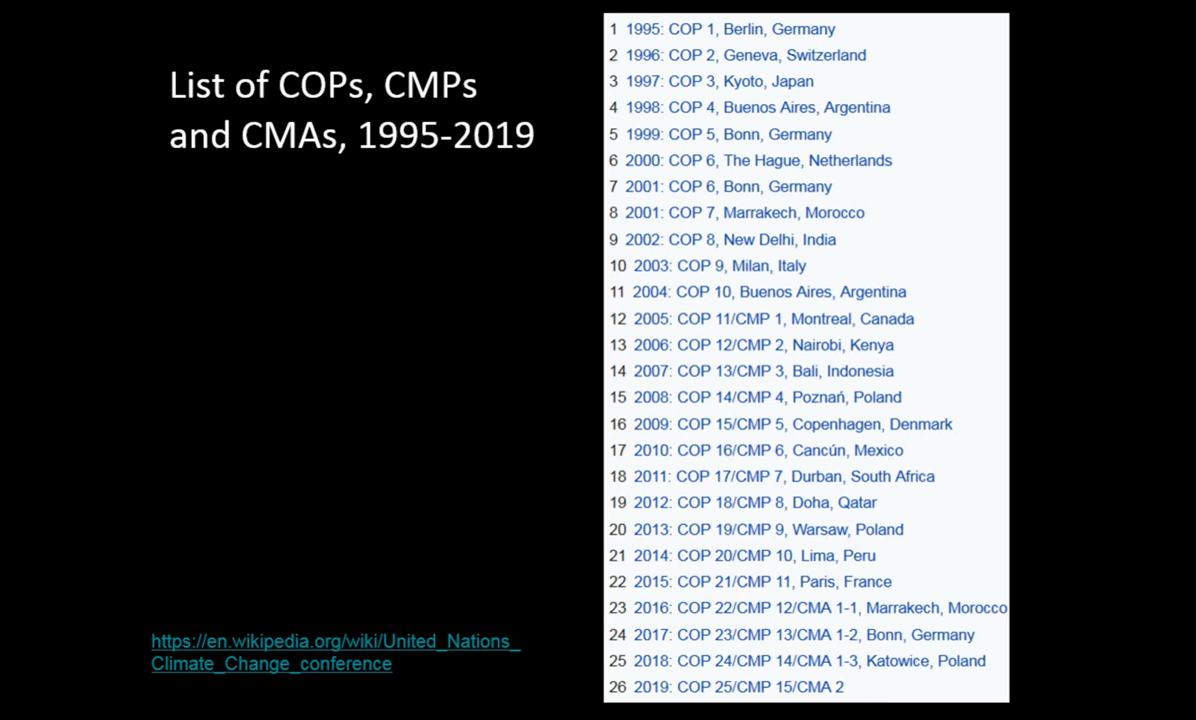 List of COPs, CMPs
and CMAs, 1995-2019
https://en.wikipedia.org/wiki/United_Nations_
Climate_Change_conference
1 1995: COP 1, Berlin, Germany
2 1996: COP 2, Geneva, Switzerland
3 1997: COP 3, Kyoto, Japan
4 1998: COP 4, Buenos Aires, Argentina
5 1999: COP 5, Bonn, Germany
6 2000: COP 6, The Hague, Netherlands
7 2001: COP 6, Bonn, Germany
8 2001: COP 7, Marrakech, Morocco
9 2002: COP 8, New Delhi, India
10 2003: COP 9, Milan, Italy
11 2004: COP 10, Buenos Aires, Argentina
12 2005: COP 11/CMP 1, Montreal, Canada
13 2006: COP 12/CMP 2, Nairobi, Kenya
14 2007: COP 13/CMP 3, Bali, Indonesia
15 2008: COP 14/CMP 4, Poznań, Poland
16 2009: COP 15/CMP 5, Copenhagen, Denmark
17 2010: COP 16/CMP 6, Cancún, Mexico
18 2011: COP 17/CMP 7, Durban, South Africa
19 2012: COP 18/CMP 8, Doha, Qatar
20 2013: COP 19/CMP 9, Warsaw, Poland
21 2014: COP 20/CMP 10, Lima, Peru
22 2015: COP 21/CMP 11, Paris, France
23 2016: COP 22/CMP 12/CMA 1-1, Marrakech, Morocco
24 2017: COP 23/CMP 13/CMA 1-2, Bonn, Germany
25 2018: COP 24/CMP 14/CMA 1-3, Katowice, Poland
26 2019: COP 25/CMP 15/CMA 2